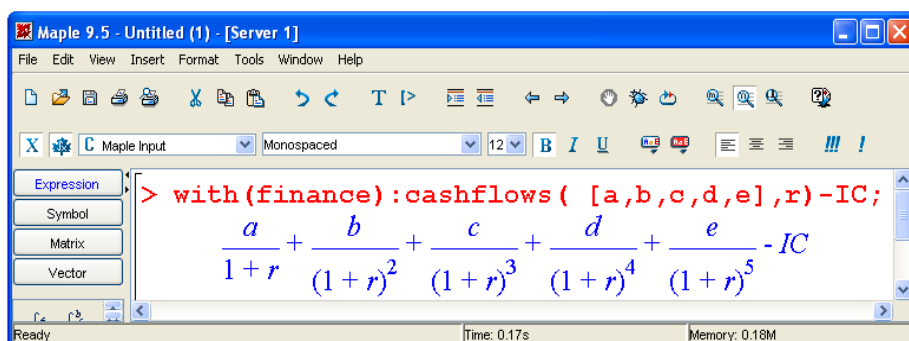 Maple 9.5 - Untitled (1) - [Server 1]
File Edit View Insert Format Tools Window Help
T [>
X C Maple Input Monospaced 12 B I U !!! !
Expression
Symbol
Matrix
Vector
> with(finance):cashflows( [a,b,c,d,e],r)-IC;
a/(1 + r) + b/(1 + r)^2 + c/(1 + r)^3 + d/(1 + r)^4 + e/(1 + r)^5 - IC
Ready Time: 0.17s Memory: 0.18M